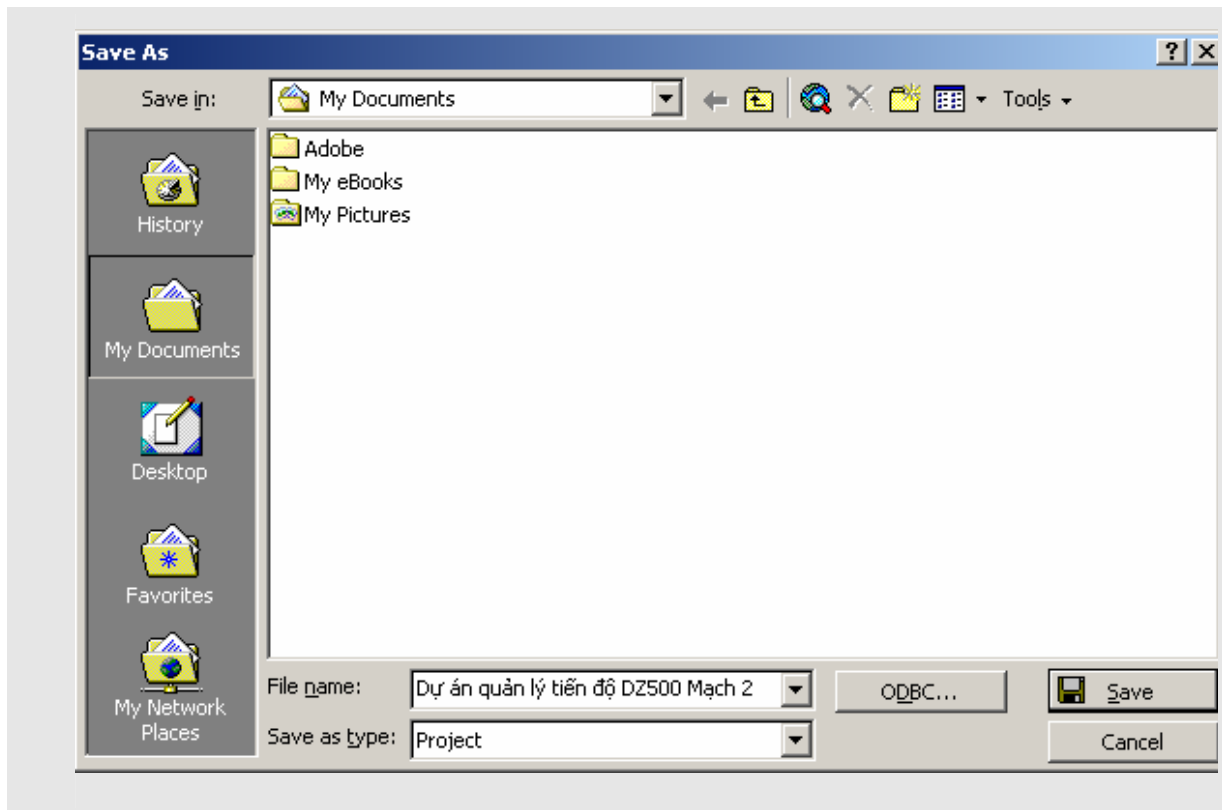 Save As
Save in:
My Documents
Tools
Adobe
My eBooks
My Pictures
History
My Documents
Desktop
Favorites
My Network
Places
File name:
Dự án quản lý tiến độ DZ500 Mạch 2
ODBC...
Save
Save as type:
Project
Cancel